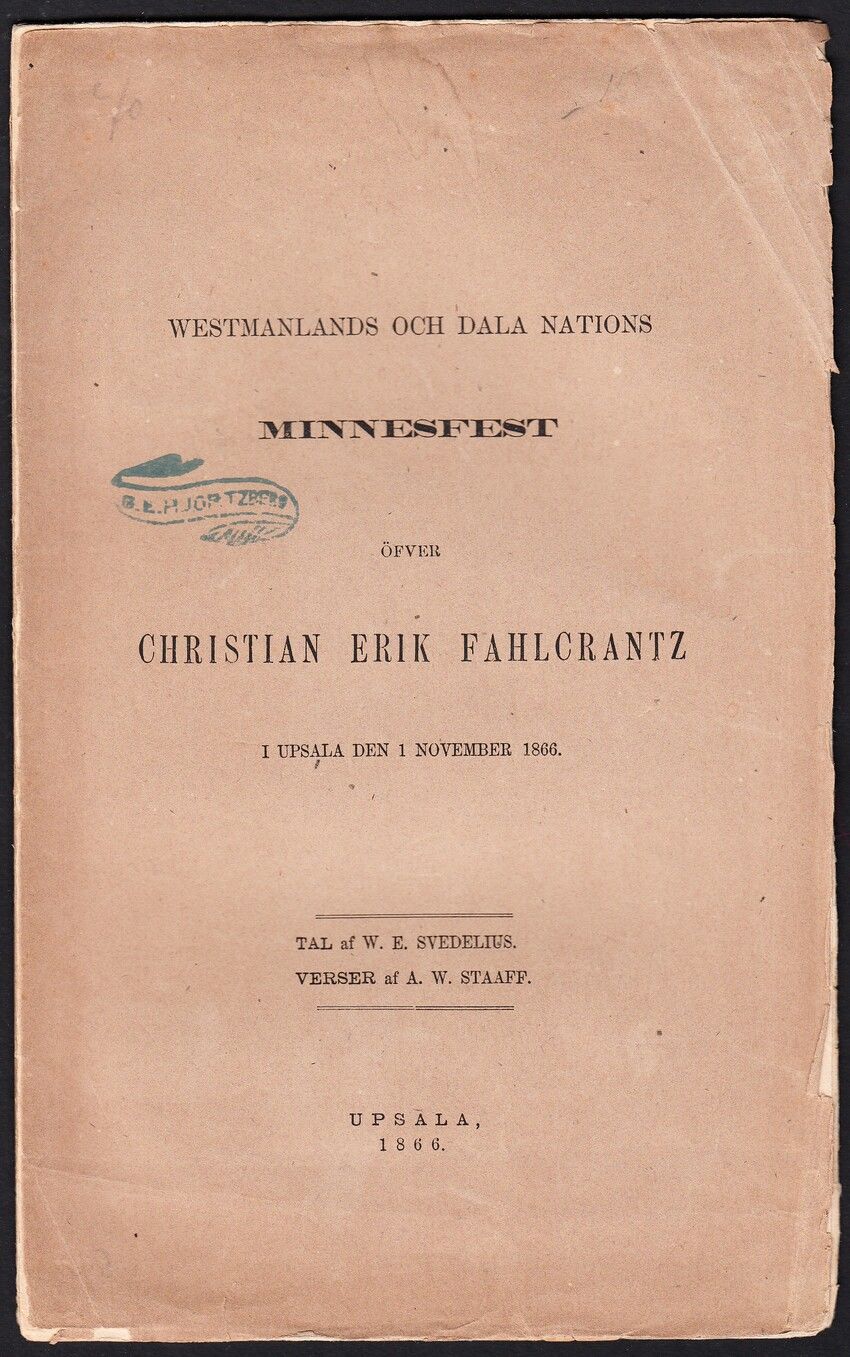 WESTMANLANDS OCH DALA NATIONS
MINNESFEST
G.E.HJORTZBERG
ÖFVER
CHRISTIAN ERIK FAHLCRANTZ
I UPSALA DEN 1 NOVEMBER 1866.
TAL af W. E. SVEDELIUS.
VERSER af A. W. STAAFF.
UPSALA,
1866.